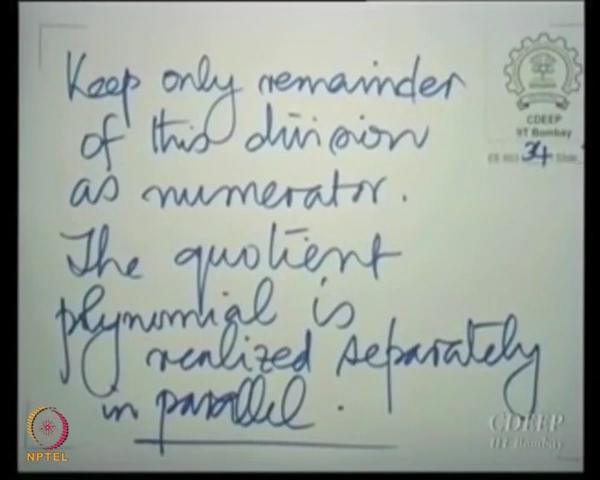 Keep only remainder
of this division
as numerator.
The quotient
plynomial is
realized separately
in parallel.
CDEEP
IIT Bombay
34
Slide
NPTEL
CDEEP
IIT Bombay